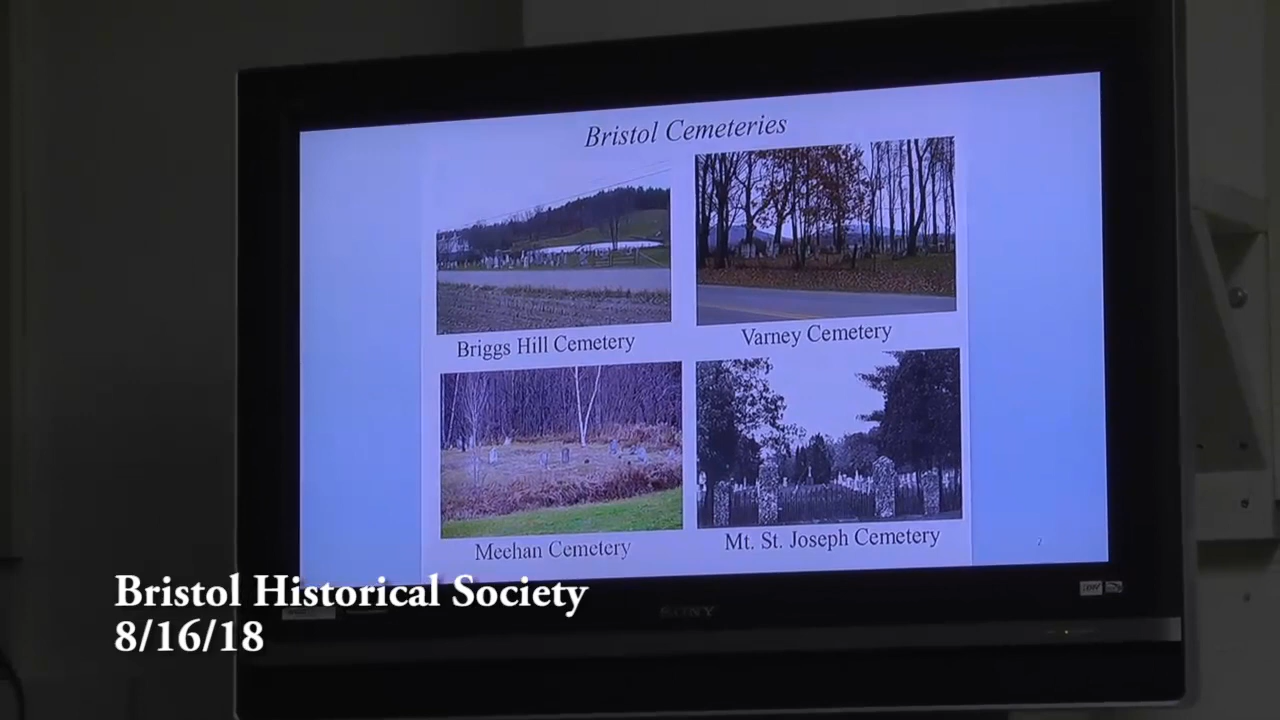 Bristol Cemeteries
Briggs Hill Cemetery
Varney Cemetery
Meehan Cemetery
Mt. St. Joseph Cemetery
2
Bristol Historical Society
8/16/18
SONY